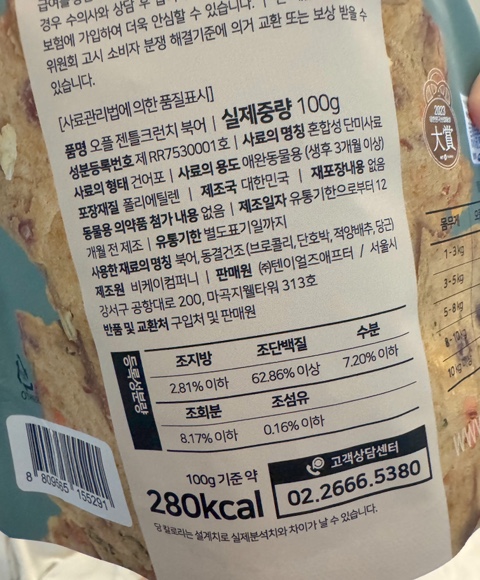 경우 수의사와 상담 후 급
보험에 가입하여 더욱 안심할 수 있습니다.
위원회 고시 소비자 분쟁 해결기준에 의거 교환 또는 보상 받을 수
있습니다.
[사료관리법에 의한 품질표시]
품명 오플 젠틀크런치 북어 | 실제중량 100g
성분등록번호 제 RR7530001호 | 사료의 명칭 혼합성 단미사료
사료의 형태 건어포 | 사료의 용도 애완동물용 (생후 3개월 이상)
포장재질 폴리에틸렌 | 제조국 대한민국 | 재포장내용 없음
동물용 의약품 첨가 내용 없음 | 제조일자 유통기한으로부터 12
개월 전 제조 | 유통기한 별도표기일까지
사용한 재료의 명칭 북어, 동결건조 (브로콜리, 단호박, 적양배추, 당근)
제조원 비케이컴퍼니 | 판매원 ㈜텐이얼즈애프터 / 서울시
강서구 공항대로 200, 마곡지웰타워 313호
반품 및 교환처 구입처 및 판매원
등록성분량
조지방 조단백질 수분
2.81% 이하 62.86% 이상 7.20% 이하
조회분 조섬유
8.17% 이하 0.16% 이하
100g 기준 약
280kcal
고객상담센터
02.2666.5380
당 칼로리는 설계치로 실제분석치와 차이가 날 수 있습니다.
8 809565 155291
大賞
몸무게
1-3kg
3-5kg
5-8kg
8-10kg